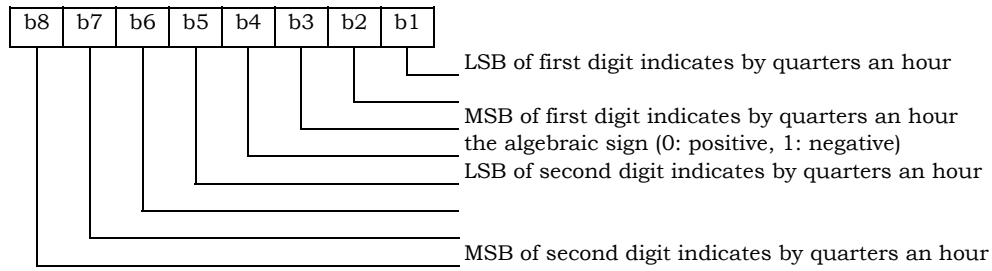 b8 b7 b6 b5 b4 b3 b2 b1
LSB of first digit indicates by quarters an hour
MSB of first digit indicates by quarters an hour
the algebraic sign (0: positive, 1: negative)
LSB of second digit indicates by quarters an hour
MSB of second digit indicates by quarters an hour